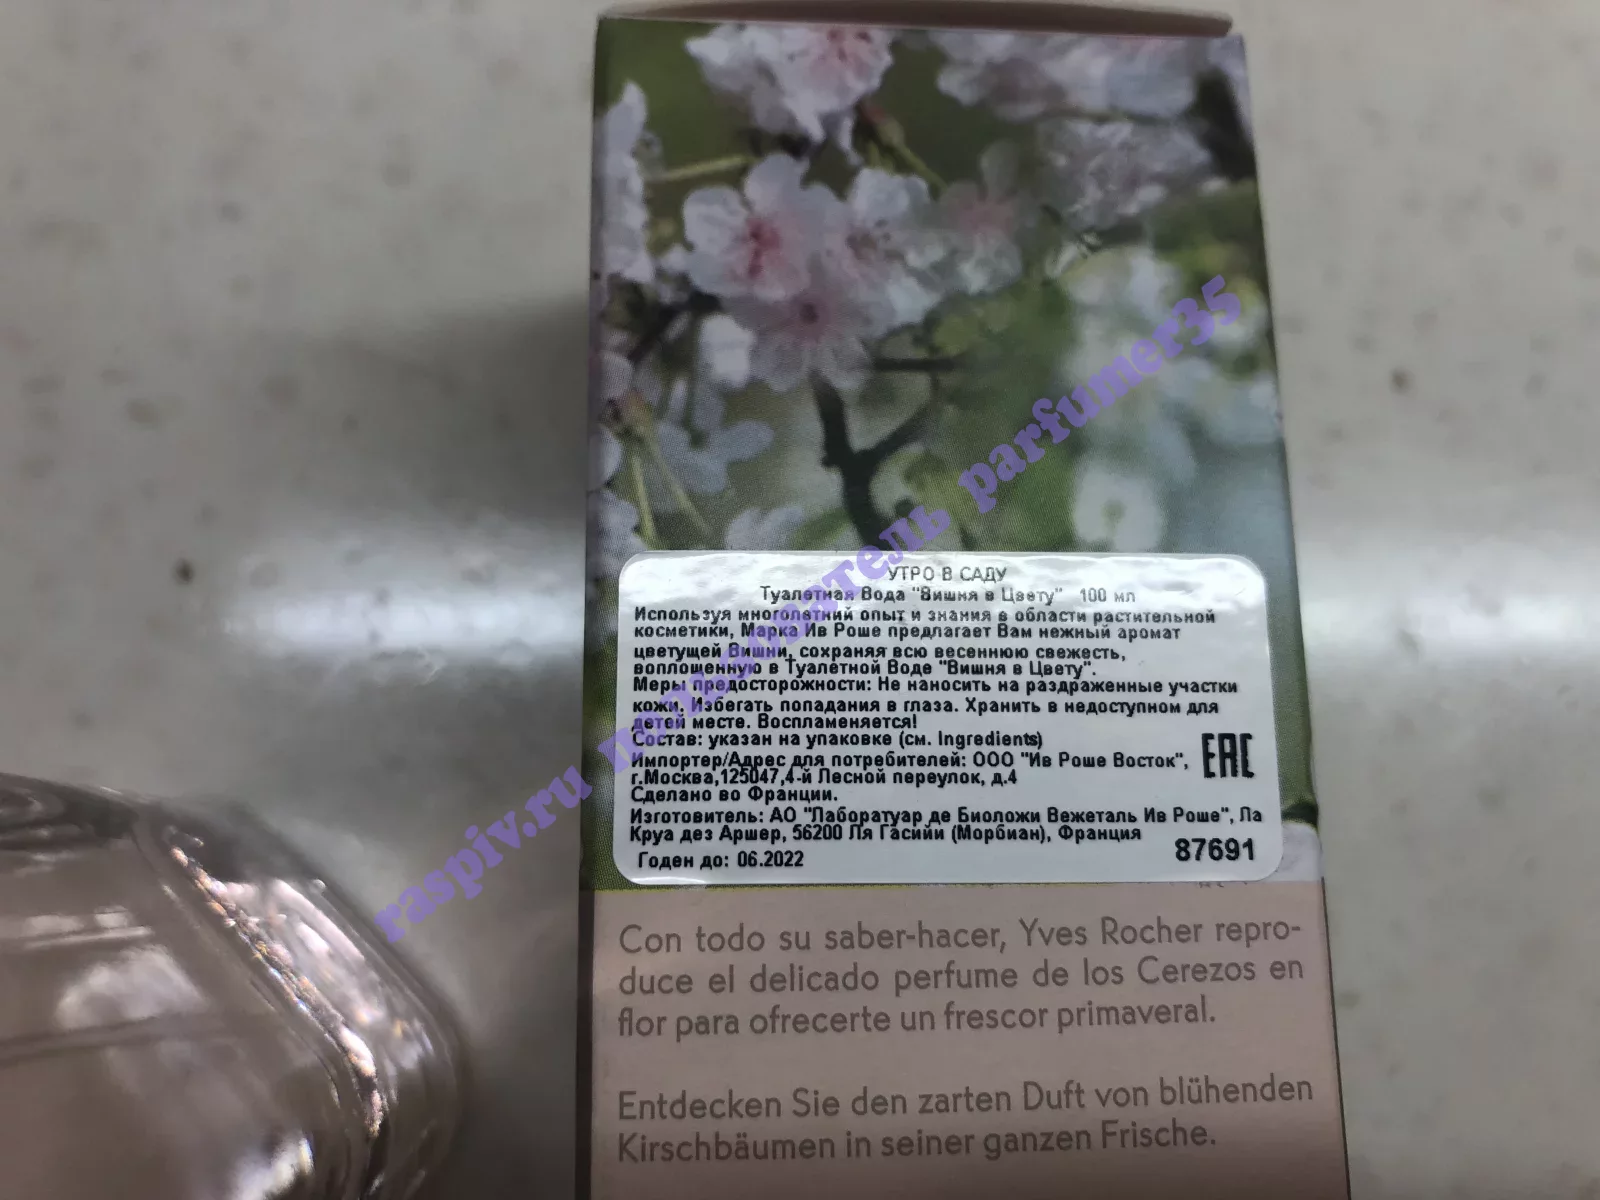 УТРО В САДУ
Туалетная Вода "Вишня в Цвету" 100 мл
Используя многолетний опыт и знания в области растительной
косметики, Марка Ив Роше предлагает Вам нежный аромат
цветущей Вишни, сохраняя всю весеннюю свежесть,
воплощенную в Туалетной Воде "Вишня в Цвету".
Меры предосторожности: Не наносить на раздраженные участки
кожи. Избегать попадания в глаза. Хранить в недоступном для
детей месте. Воспламеняется!
Состав: указан на упаковке (см. Ingredients)
Импортер/Адрес для потребителей: ООО "Ив Роше Восток",
г.Москва,125047,4-й Лесной переулок, д.4
Сделано во Франции.
Изготовитель: АО "Лаборатуар де Биоложи Вежеталь Ив Роше", Ла
Круа дез Аршер, 56200 Ля Гасийи (Морбиан), Франция
Годен до: 06.2022
87691
EAC
Con todo su saber-hacer, Yves Rocher repro-
duce el delicado perfume de los Cerezos en
flor para ofrecerte un frescor primaveral.
Entdecken Sie den zarten Duft von blühenden
Kirschbäumen in seiner ganzen Frische.
raspiv.ru пользователь parfumer35